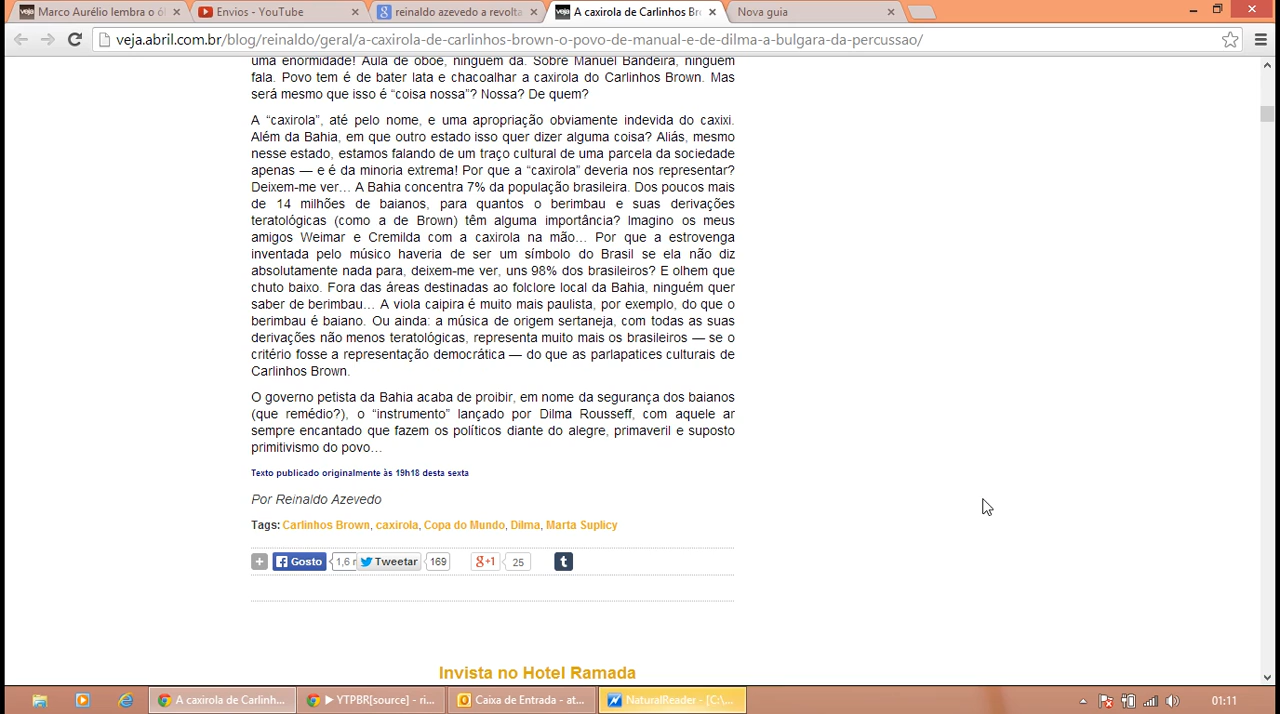 Marco Aurélio lembra o ól
Envios - YouTube
reinaldo azevedo a revolta
A caxirola de Carlinhos Br
Nova guia
veja.abril.com.br/blog/reinaldo/geral/a-caxirola-de-carlinhos-brown-o-povo-de-manual-e-de-dilma-a-bulgara-da-percussao/
uma enormidade! Aula de oboé, ninguém dá. Sobre Manuel Bandeira, ninguém
fala. Povo tem é de bater lata e chacoalhar a caxirola do Carlinhos Brown. Mas
será mesmo que isso é “coisa nossa”? Nossa? De quem?
A “caxirola”, até pelo nome, e uma apropriação obviamente indevida do caxixi.
Além da Bahia, em que outro estado isso quer dizer alguma coisa? Aliás, mesmo
nesse estado, estamos falando de um traço cultural de uma parcela da sociedade
apenas — e é da minoria extrema! Por que a “caxirola” deveria nos representar?
Deixem-me ver… A Bahia concentra 7% da população brasileira. Dos poucos mais
de 14 milhões de baianos, para quantos o berimbau e suas derivações
teratológicas (como a de Brown) têm alguma importância? Imagino os meus
amigos Weimar e Cremilda com a caxirola na mão… Por que a estrovenga
inventada pelo músico haveria de ser um símbolo do Brasil se ela não diz
absolutamente nada para, deixem-me ver, uns 98% dos brasileiros? E olhem que
chuto baixo. Fora das áreas destinadas ao folclore local da Bahia, ninguém quer
saber de berimbau… A viola caipira é muito mais paulista, por exemplo, do que o
berimbau é baiano. Ou ainda: a música de origem sertaneja, com todas as suas
derivações não menos teratológicas, representa muito mais os brasileiros — se o
critério fosse a representação democrática — do que as parlapatices culturais de
Carlinhos Brown.
O governo petista da Bahia acaba de proibir, em nome da segurança dos baianos
(que remédio?), o “instrumento” lançado por Dilma Rousseff, com aquele ar
sempre encantado que fazem os políticos diante do alegre, primaveril e suposto
primitivismo do povo…
Texto publicado originalmente às 19h18 desta sexta
Por Reinaldo Azevedo
Tags: Carlinhos Brown, caxirola, Copa do Mundo, Dilma, Marta Suplicy
Gosto 1,6 r Tweetar 169 g+1 25 t
Invista no Hotel Ramada
A caxirola de Carlinh...
YTPBR[source] - ri...
Caixa de Entrada - at...
NaturalReader - [C:\...
01:11